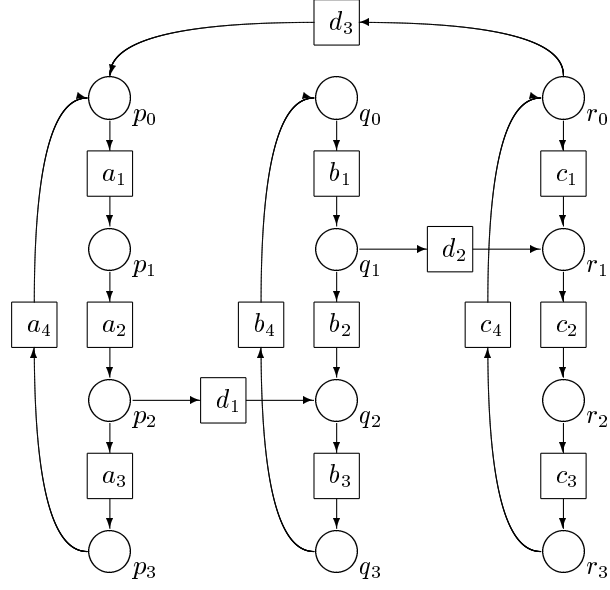 d₃
p₀ q₀ r₀
a₁ b₁ c₁
p₁ q₁ d₂ r₁
a₄ a₂ b₄ b₂ c₄ c₂
p₂ d₁ q₂ r₂
a₃ b₃ c₃
p₃ q₃ r₃